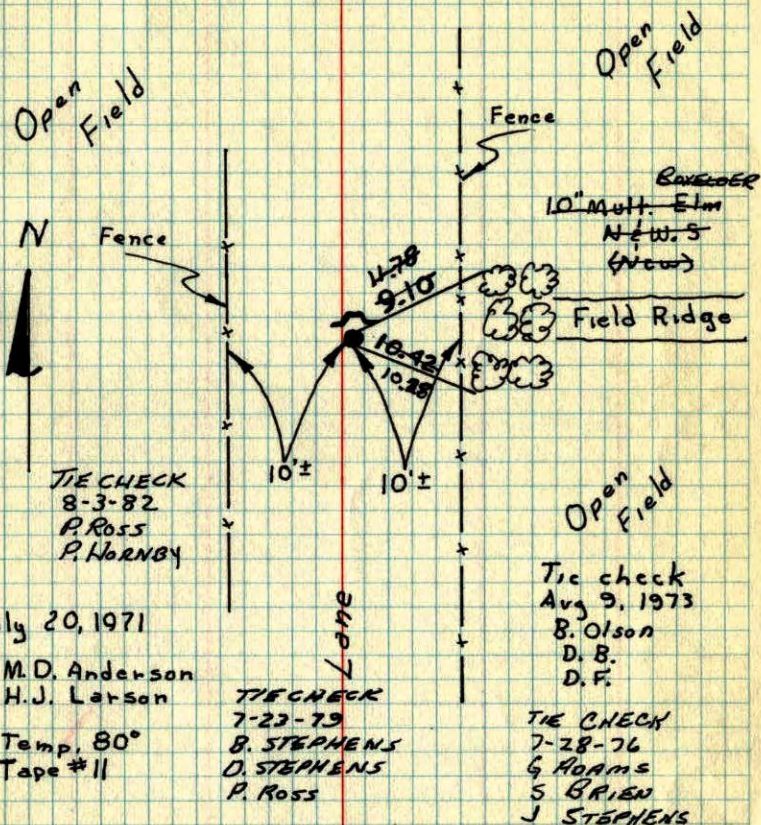 Open
Field
Open
Field
Fence
Boxelder
10" Mult. Elm
N & W. S
(New)
N
Fence
11.78
9.10
Field Ridge
10.42
10.28
10'±
10'±
TIE CHECK
8-3-82
P. ROSS
P. HORNBY
Open
Field
Tie check
Aug 9, 1973
B. Olson
D. B.
D. F.
ly 20, 1971
M. D. Anderson
H. J. Larson
Temp. 80°
Tape #11
Lane
TIE CHECK
7-23-79
B. STEPHENS
D. STEPHENS
P. ROSS
TIE CHECK
7-28-76
G ADAMS
S BRIEN
J STEPHENS